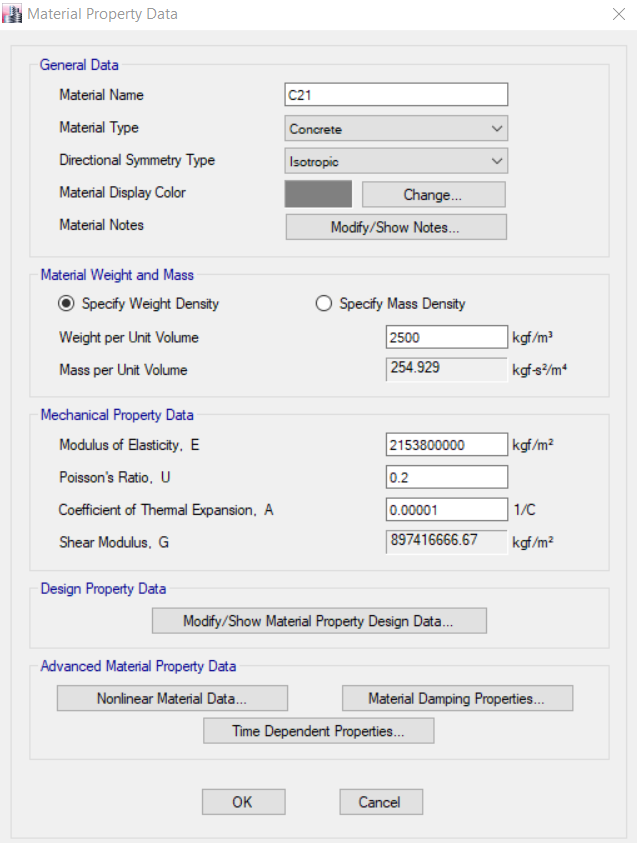 Material Property Data
General Data
Material Name C21
Material Type Concrete
Directional Symmetry Type Isotropic
Material Display Color Change...
Material Notes Modify/Show Notes...
Material Weight and Mass
Specify Weight Density Specify Mass Density
Weight per Unit Volume 2500 kgf/m³
Mass per Unit Volume 254.929 kgf-s²/m⁴
Mechanical Property Data
Modulus of Elasticity, E 2153800000 kgf/m²
Poisson's Ratio, U 0.2
Coefficient of Thermal Expansion, A 0.00001 1/C
Shear Modulus, G 897416666.67 kgf/m²
Design Property Data
Modify/Show Material Property Design Data...
Advanced Material Property Data
Nonlinear Material Data... Material Damping Properties...
Time Dependent Properties...
OK Cancel